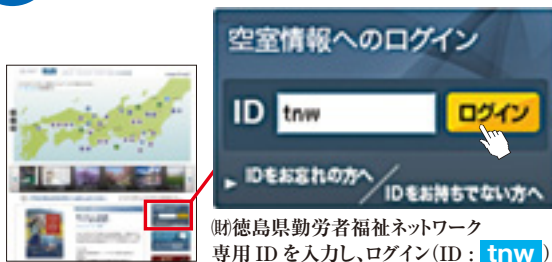 空室情報へのログイン
ID tnw ログイン
IDをお忘れの方へ/IDをお持ちでない方へ
㈶徳島県勤労者福祉ネットワーク
専用IDを入力し、ログイン(ID:tnw)